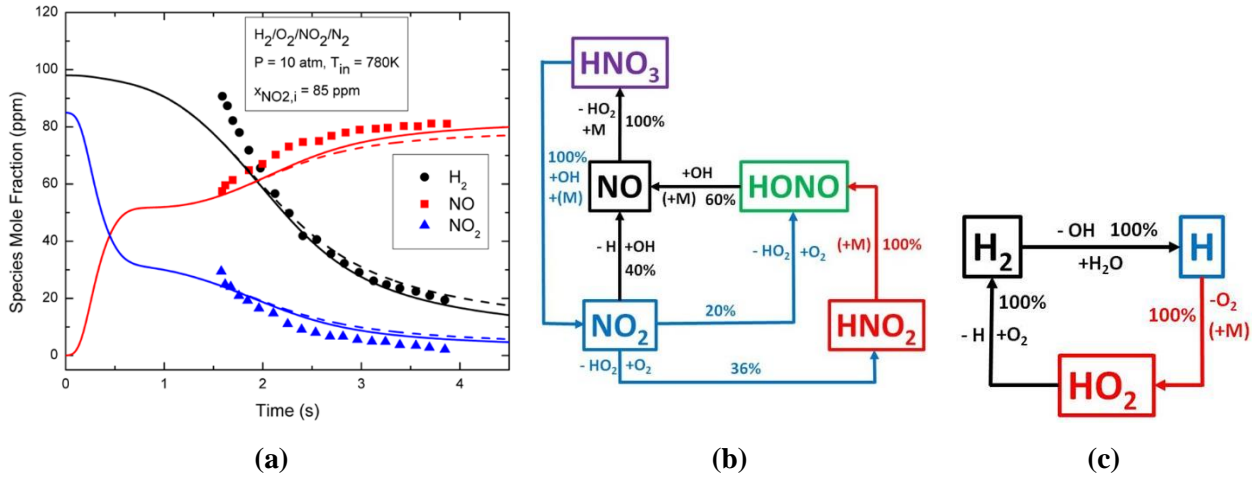 120
100
80
60
40
20
0
Species Mole Fraction (ppm)
H2/O2/NO2/N2
P = 10 atm, Tin = 780K
xNO2,i = 85 ppm
H2
NO
NO2
0 1 2 3 4
Time (s)
(a)
HNO3
- HO2
+M 100%
100%
+OH
+(M)
NO
+OH
(+M)
60%
HONO
- H +OH
40%
- HO2 +O2
(+M) 100%
NO2
20%
HNO2
- HO2 +O2
36%
(b)
H2
- OH 100%
+H2O
H
100%
- H +O2
100%
-O2
(+M)
HO2
(c)